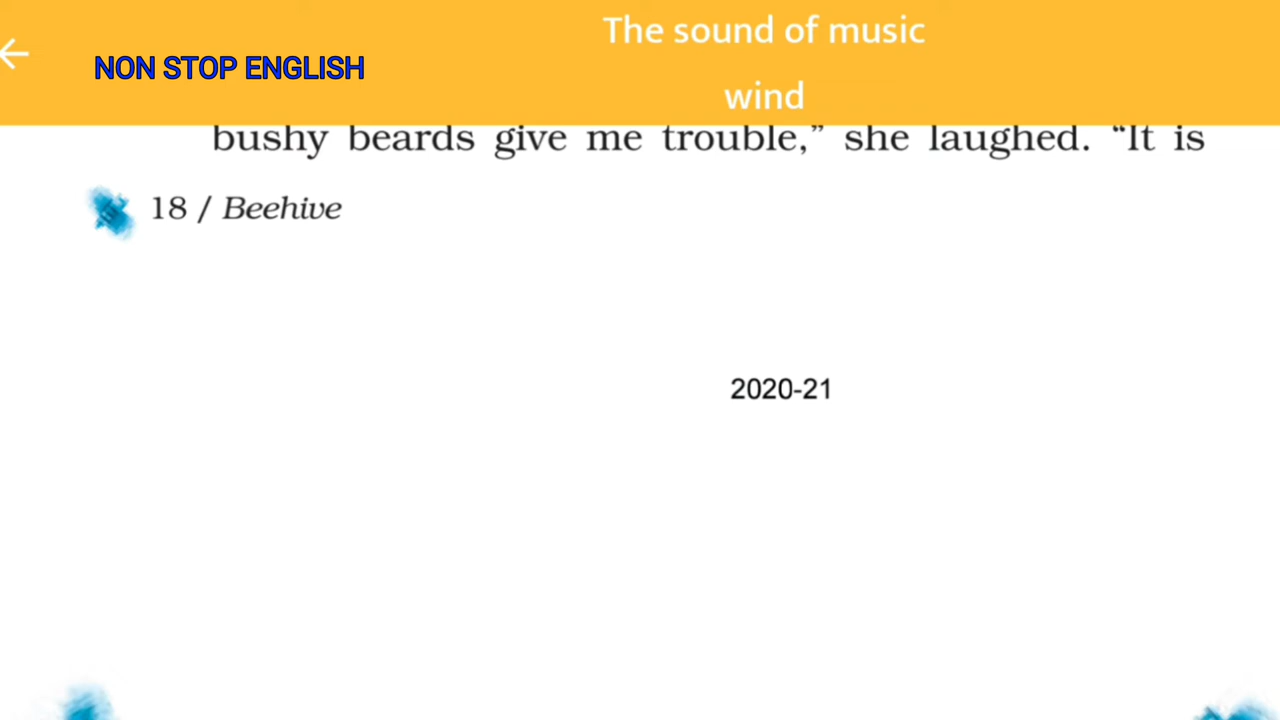 The sound of music
NON STOP ENGLISH
wind
bushy beards give me trouble,” she laughed. “It is
18 / Beehive
2020-21